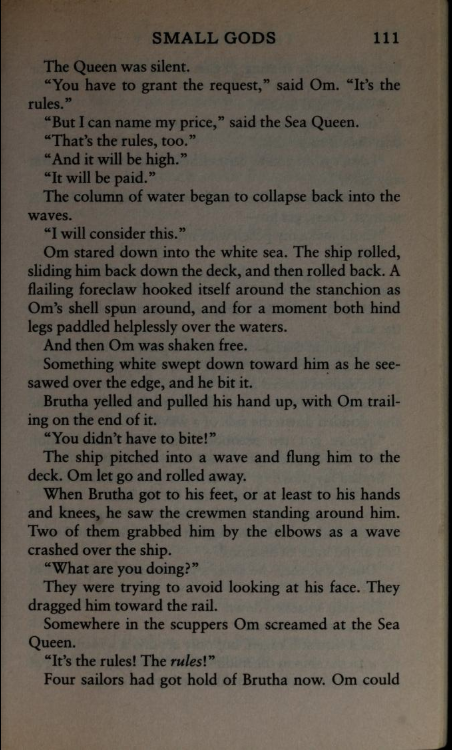 SMALL GODS 111
The Queen was silent.
“You have to grant the request,” said Om. “It’s the
rules.”
“But I can name my price,” said the Sea Queen.
“That’s the rules, too.”
“And it will be high.”
“It will be paid.”
The column of water began to collapse back into the
waves.
“I will consider this.”
Om stared down into the white sea. The ship rolled,
sliding him back down the deck, and then rolled back. A
flailing foreclaw hooked itself around the stanchion as
Om’s shell spun around, and for a moment both hind
legs paddled helplessly over the waters.
And then Om was shaken free.
Something white swept down toward him as he see-
sawed over the edge, and he bit it.
Brutha yelled and pulled his hand up, with Om trail-
ing on the end of it.
“You didn’t have to bite!”
The ship pitched into a wave and flung him to the
deck. Om let go and rolled away.
When Brutha got to his feet, or at least to his hands
and knees, he saw the crewmen standing around him.
Two of them grabbed him by the elbows as a wave
crashed over the ship.
“What are you doing?”
They were trying to avoid looking at his face. They
dragged him toward the rail.
Somewhere in the scuppers Om screamed at the Sea
Queen.
“It’s the rules! The rules!”
Four sailors had got hold of Brutha now. Om could